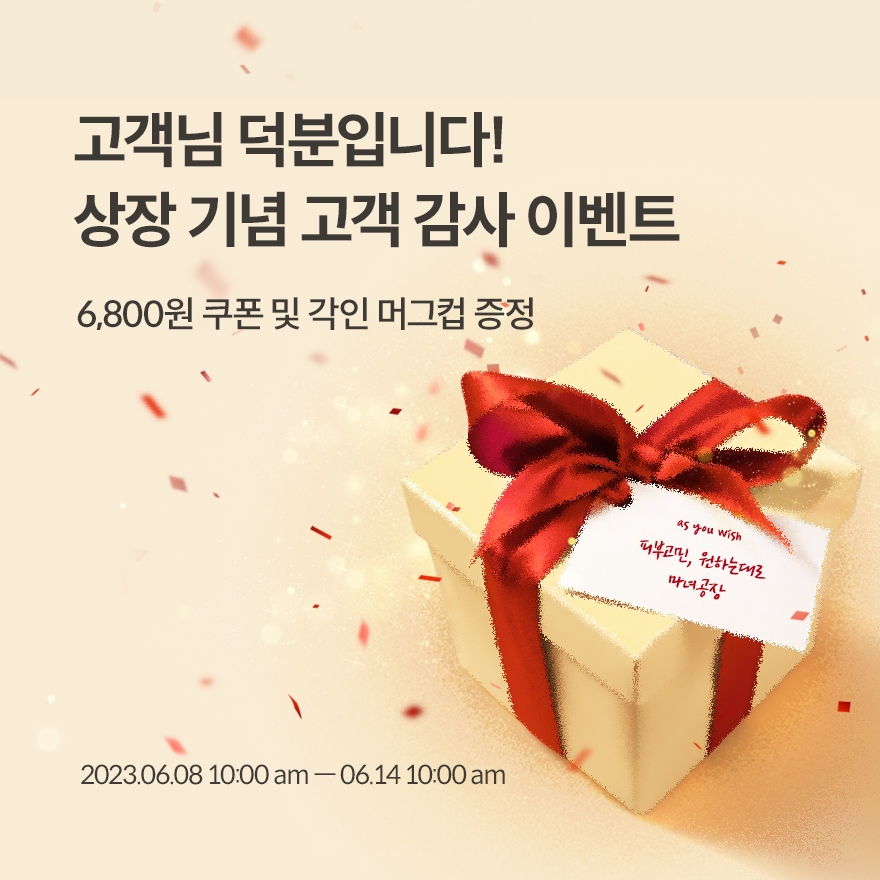 고객님 덕분입니다!
상장 기념 고객 감사 이벤트
6,800원 쿠폰 및 각인 머그컵 증정
as you wish
피부고민, 원하는대로
마녀공장
2023.06.08 10:00 am — 06.14 10:00 am